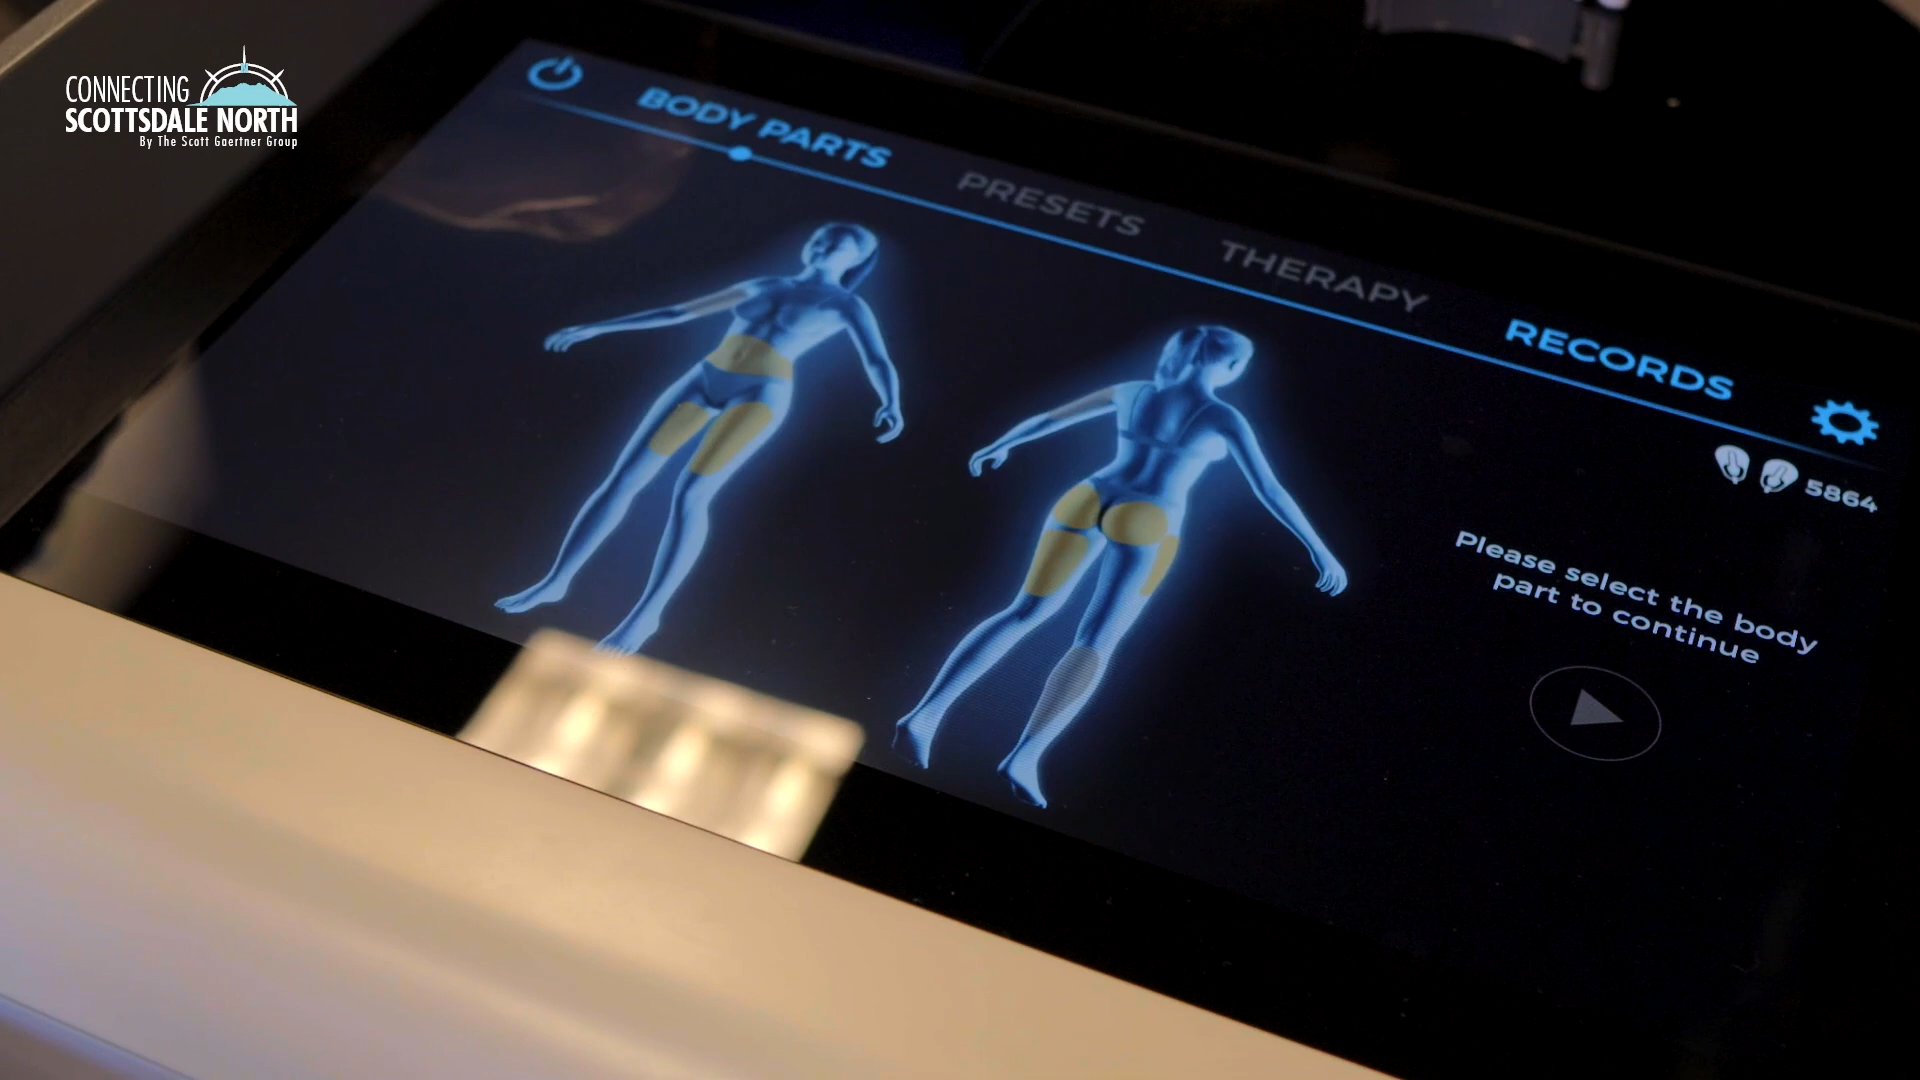 CONNECTING
SCOTTSDALE NORTH
By The Scott Gaertner Group
BODY PARTS
PRESETS
THERAPY
RECORDS
5864
Please select the body
part to continue